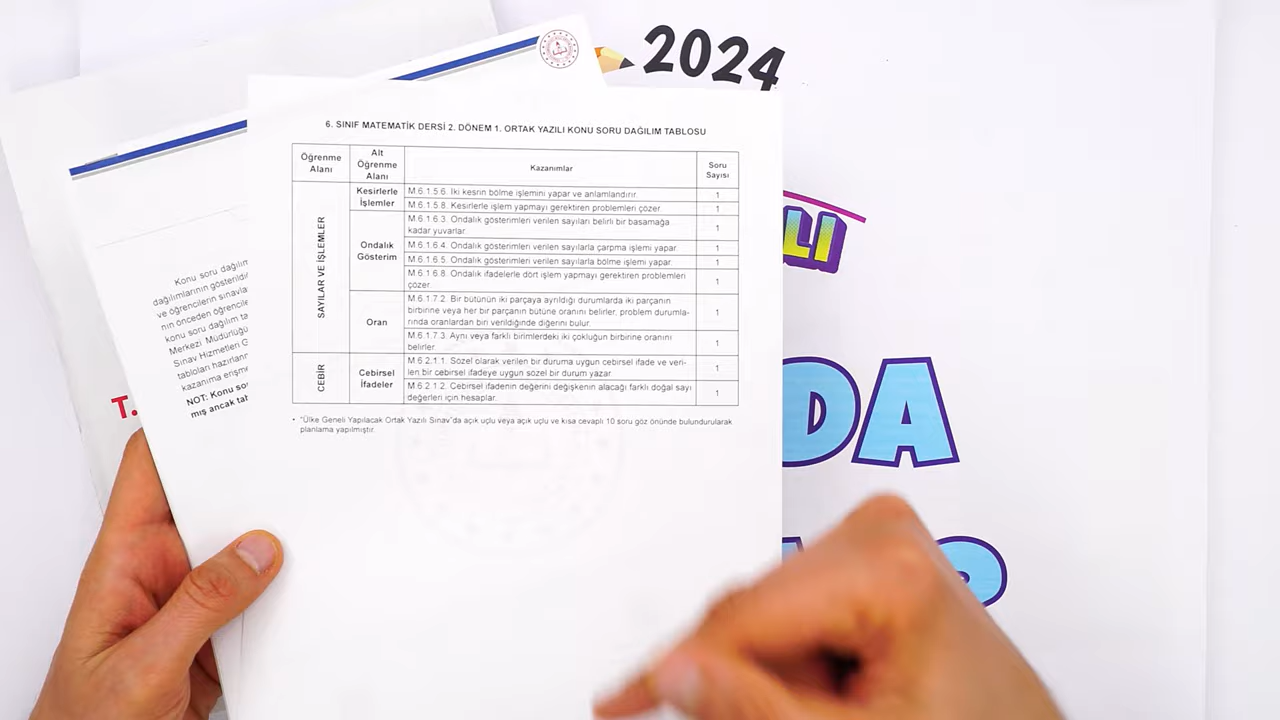 2024
6. SINIF MATEMATİK DERSİ 2. DÖNEM 1. ORTAK YAZILI KONU SORU DAĞILIM TABLOSU
Öğrenme Alanı
Alt Öğrenme Alanı
Kazanımlar
Soru Sayısı
SAYILAR VE İŞLEMLER
Kesirlerle İşlemler
M.6.1.5.6. İki kesrin bölme işlemini yapar ve anlamlandırır. 1
M.6.1.5.8. Kesirlerle işlem yapmayı gerektiren problemleri çözer. 1
Ondalık Gösterim
M.6.1.6.3. Ondalık gösterimleri verilen sayıları belirli bir basamağa
kadar yuvarlar. 1
M.6.1.6.4. Ondalık gösterimleri verilen sayılarla çarpma işlemi yapar. 1
M.6.1.6.5. Ondalık gösterimleri verilen sayılarla bölme işlemi yapar. 1
M.6.1.6.8. Ondalık ifadelerle dört işlem yapmayı gerektiren problemleri
çözer. 1
Oran
M.6.1.7.2. Bir bütünün iki parçaya ayrıldığı durumlarda iki parçanın
birbirine veya her bir parçanın bütüne oranını belirler, problem durumla-
rında oranlardan biri verildiğinde diğerini bulur. 1
M.6.1.7.3. Aynı veya farklı birimlerdeki iki çokluğun birbirine oranını
belirler. 1
CEBİR
Cebirsel İfadeler
M.6.2.1.1. Sözel olarak verilen bir duruma uygun cebirsel ifade ve veri-
len bir cebirsel ifadeye uygun sözel bir durum yazar. 1
M.6.2.1.2. Cebirsel ifadenin değerini değişkenin alacağı farklı doğal sayı
değerleri için hesaplar. 1
• "Ülke Geneli Yapılacak Ortak Yazılı Sınav"da açık uçlu veya açık uçlu ve kısa cevaplı 10 soru göz önünde bulundurularak
planlama yapılmıştır.
Konu soru dağılım
dağılımlarının gösterildi
ve öğrencilerin sınavla
nın önceden öğrencile
konu soru dağılım ta
Merkezi Müdürlüğü
Sınav Hizmetleri G
tabloları hazırlanm
kazanıma erişme
NOT: Konu so
mış ancak tab
T.
LI
DA